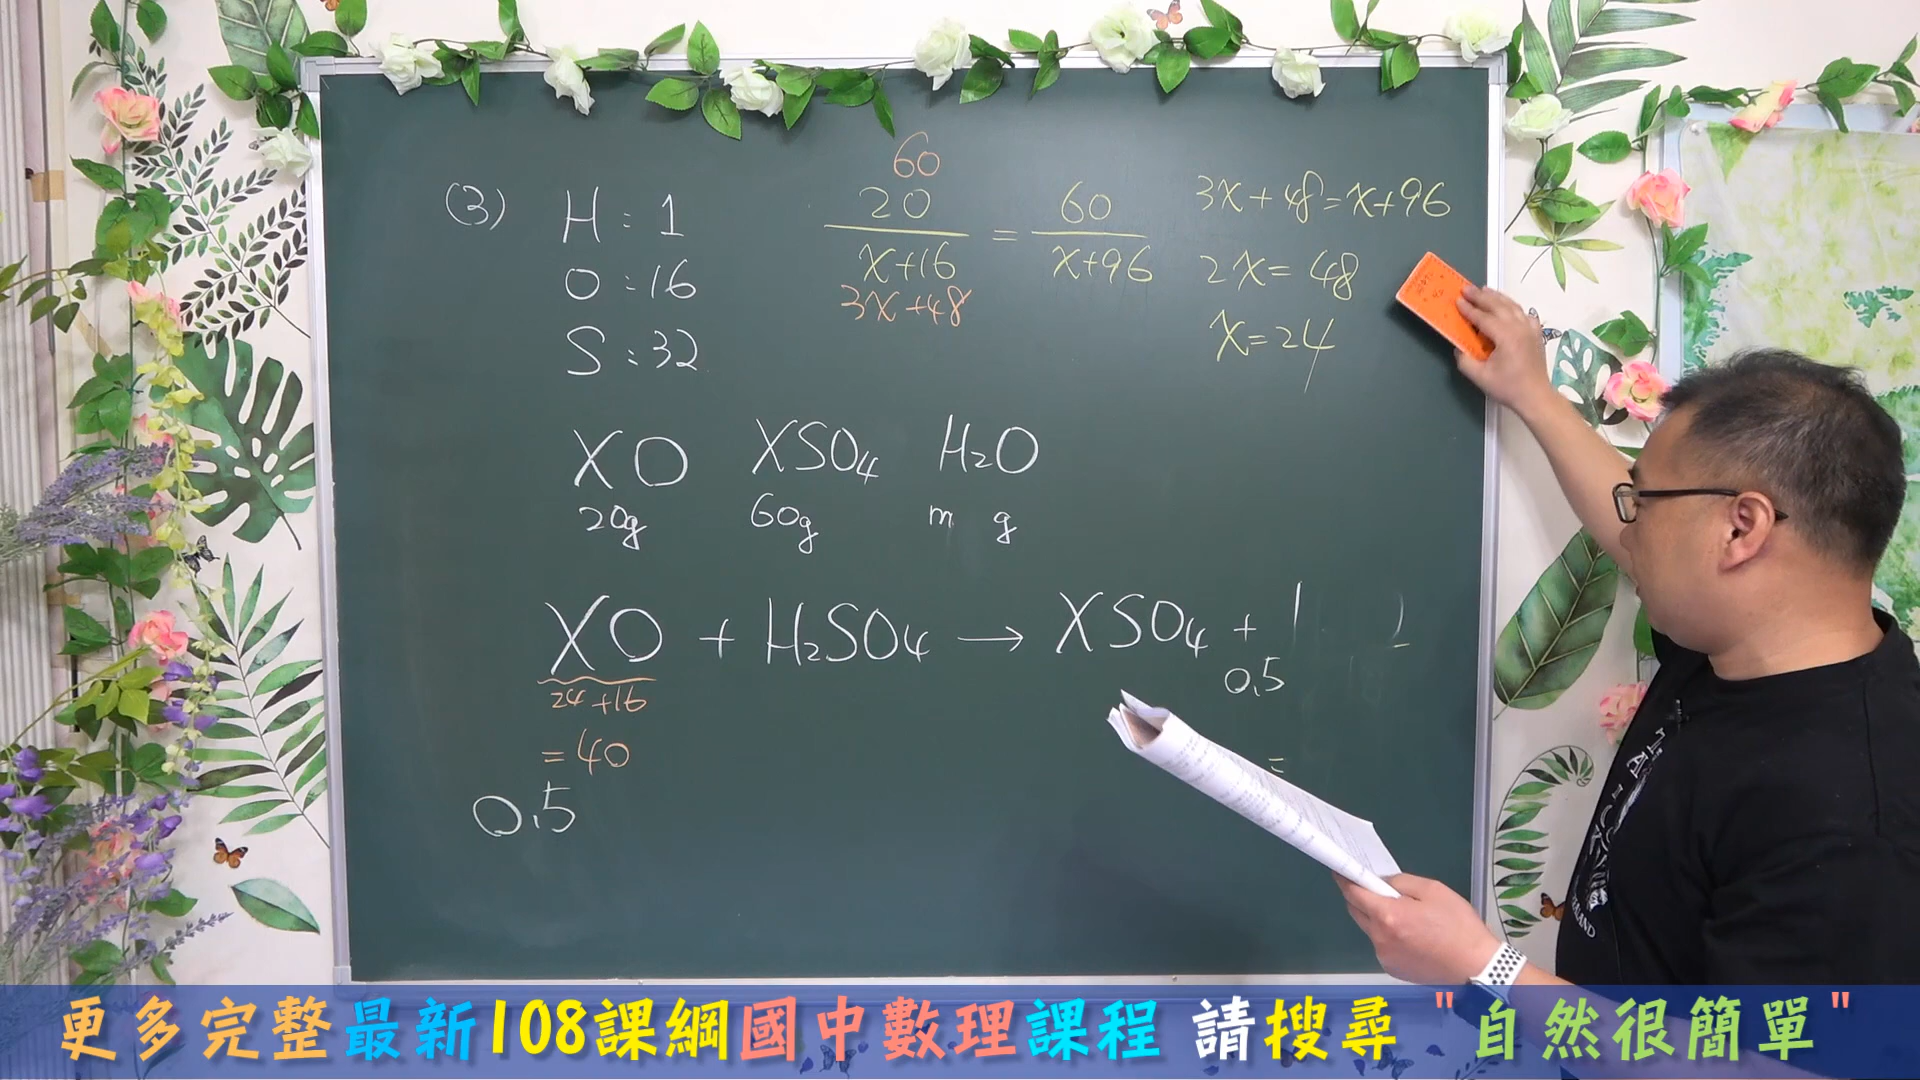 (3) H : 1
O : 16
S : 32
60
20 / x+16 = 60 / x+96
3x+48
3x+48=x+96
2x=48
x=24
XO XSO₄ H₂O
20g 60g m g
XO + H₂SO₄ → XSO₄ +
24+16 0.5
=40 =
0.5
更多完整最新108課綱國中數理課程 請搜尋"自然很簡單"